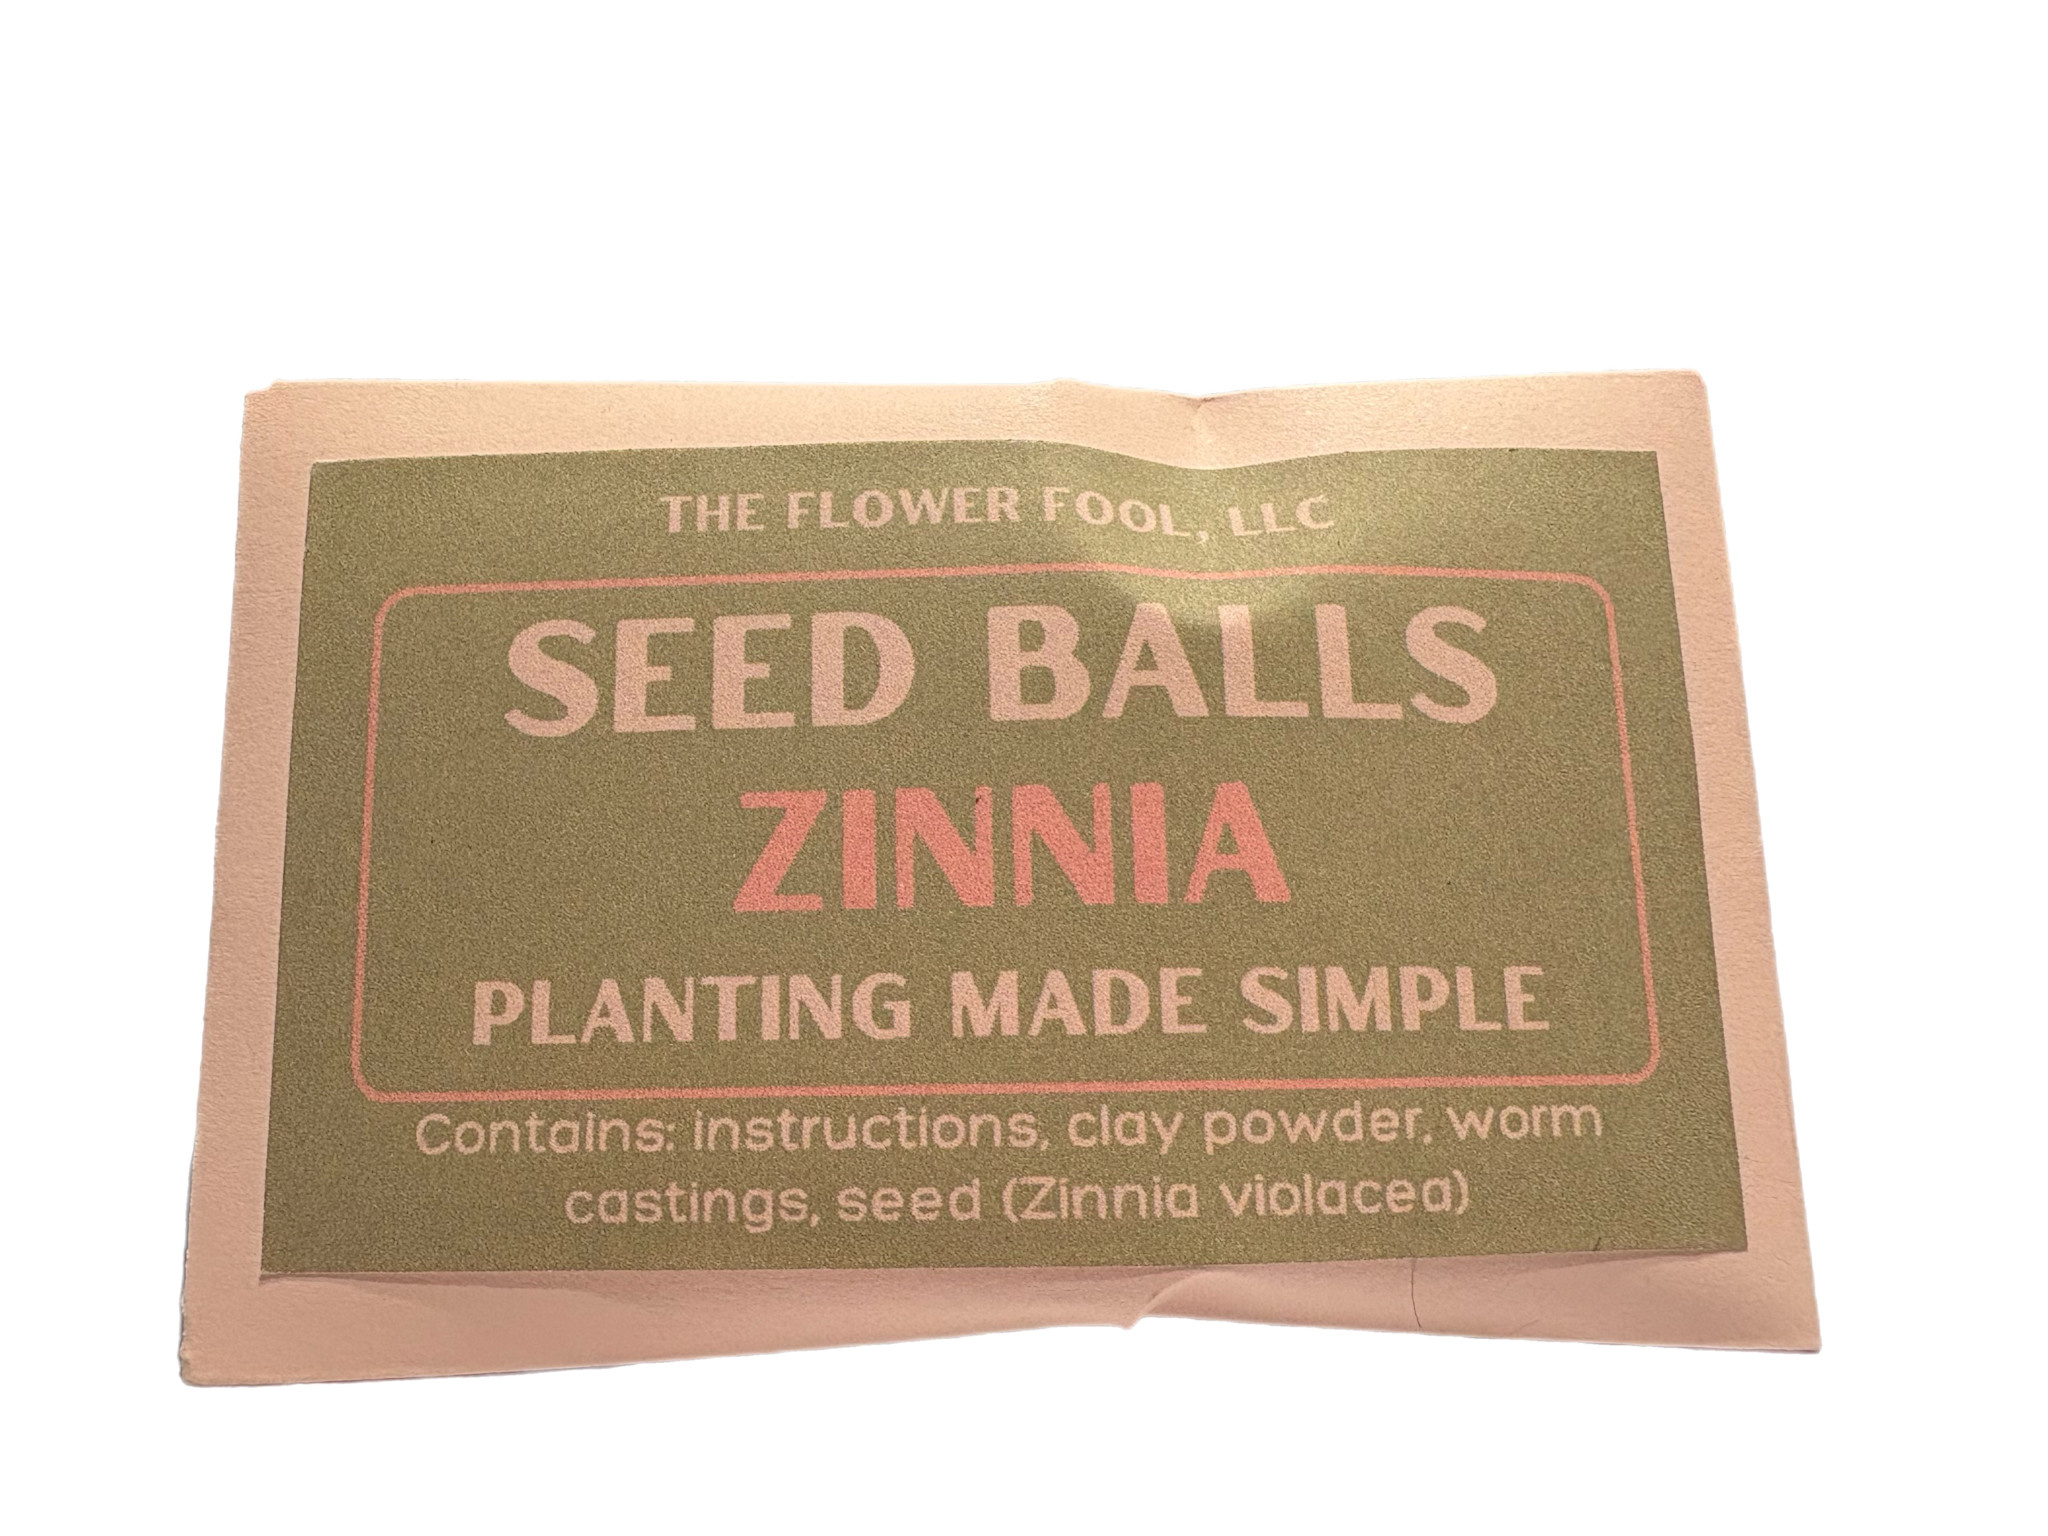 THE FLOWER FOOL, LLC
SEED BALLS
ZINNIA
PLANTING MADE SIMPLE
Contains: instructions, clay powder, worm
castings, seed (Zinnia violacea)